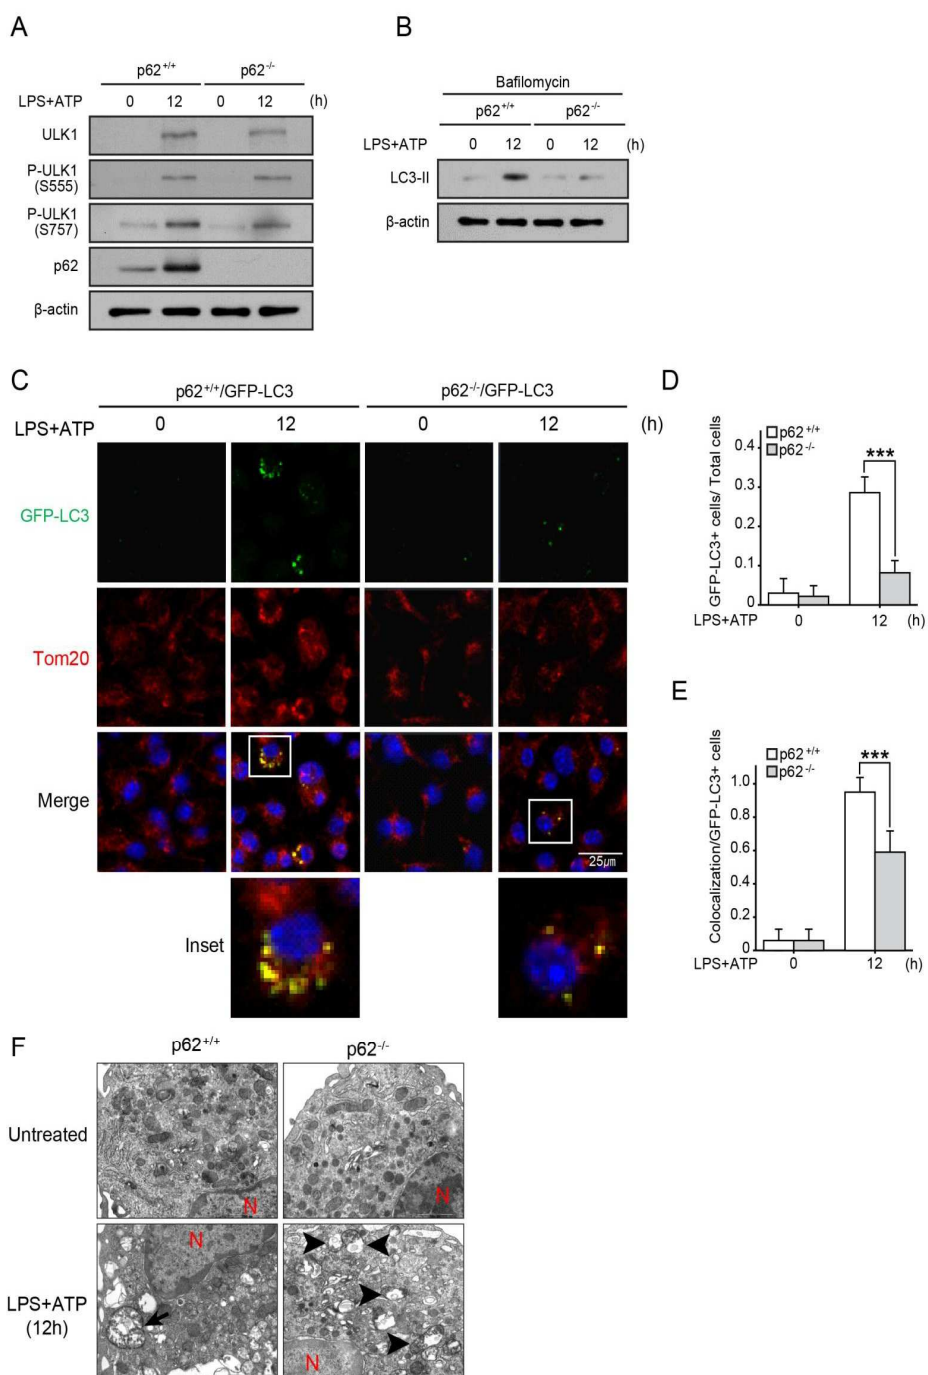 A
p62+/+ p62-/-
LPS+ATP 0 12 0 12 (h)
ULK1
P-ULK1
(S555)
P-ULK1
(S757)
p62
β-actin
B
Bafilomycin
p62+/+ p62-/-
LPS+ATP 0 12 0 12 (h)
LC3-II
β-actin
C
p62+/+/GFP-LC3 p62-/-/GFP-LC3
LPS+ATP 0 12 0 12 (h)
GFP-LC3
Tom20
Merge
25㎛
Inset
D
p62+/+
p62-/-
***
GFP-LC3+ cells/ Total cells
0.4
0.3
0.2
0.1
0
LPS+ATP 0 12 (h)
E
p62+/+
p62-/-
***
Colocalization/GFP-LC3+ cells
1.0
0.8
0.6
0.4
0.2
0
LPS+ATP 0 12 (h)
F
p62+/+ p62-/-
Untreated
N N
LPS+ATP
(12h)
N N